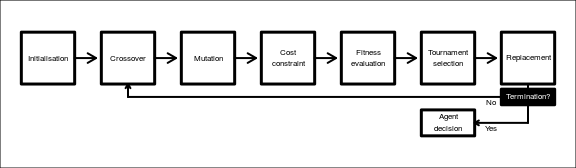 Initialisation
Crossover
Mutation
Cost
constraint
Fitness
evaluation
Tournament
selection
Replacement
Termination?
No
Yes
Agent
decision